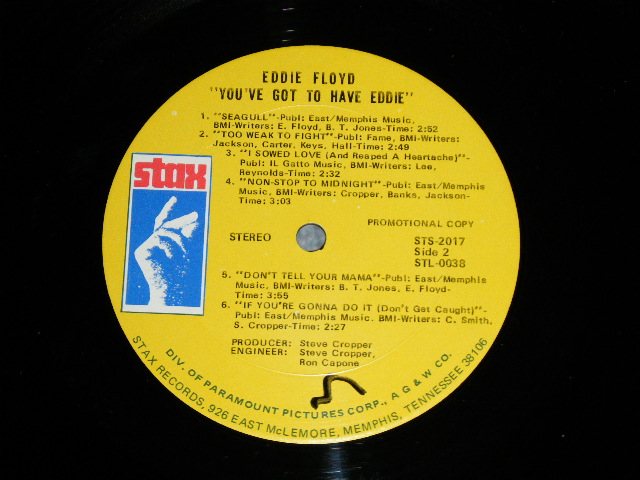 EDDIE FLOYD
"YOU'VE GOT TO HAVE EDDIE"
1. "SEAGULL"-Publ: East/Memphis Music,
BMI-Writers: E. Floyd, B. T. Jones-Time: 2:52
2. "TOO WEAK TO FIGHT"-Publ: Fame, BMI-Writers:
Jackson, Carter, Keys, Hall-Time: 2:49
3. "I SOWED LOVE (And Reaped A Heartache)"-
Publ: IL Gatto Music, BMI-Writers: Lee,
Reynolds-Time: 2:32
4. "NON-STOP TO MIDNIGHT"-Publ: East/Memphis
Music, BMI-Writers: Cropper, Banks, Jackson-
Time: 3:03
stax
PROMOTIONAL COPY
STEREO
STS-2017
Side 2
STL-0038
5. "DON'T TELL YOUR MAMA"-Publ: East/Memphis
Music, BMI-Writers: B. T. Jones, E. Floyd-
Time: 3:55
6. "IF YOU'RE GONNA DO IT (Don't Get Caught)"-
Publ: East/Memphis Music. BMI-Writers: C. Smith,
S. Cropper-Time: 2:27
PRODUCER: Steve Cropper
ENGINEER: Steve Cropper,
Ron Capone
DIV. OF PARAMOUNT PICTURES CORP., A G & W CO.
STAX RECORDS, 926 EAST McLEMORE, MEMPHIS, TENNESSEE 38106